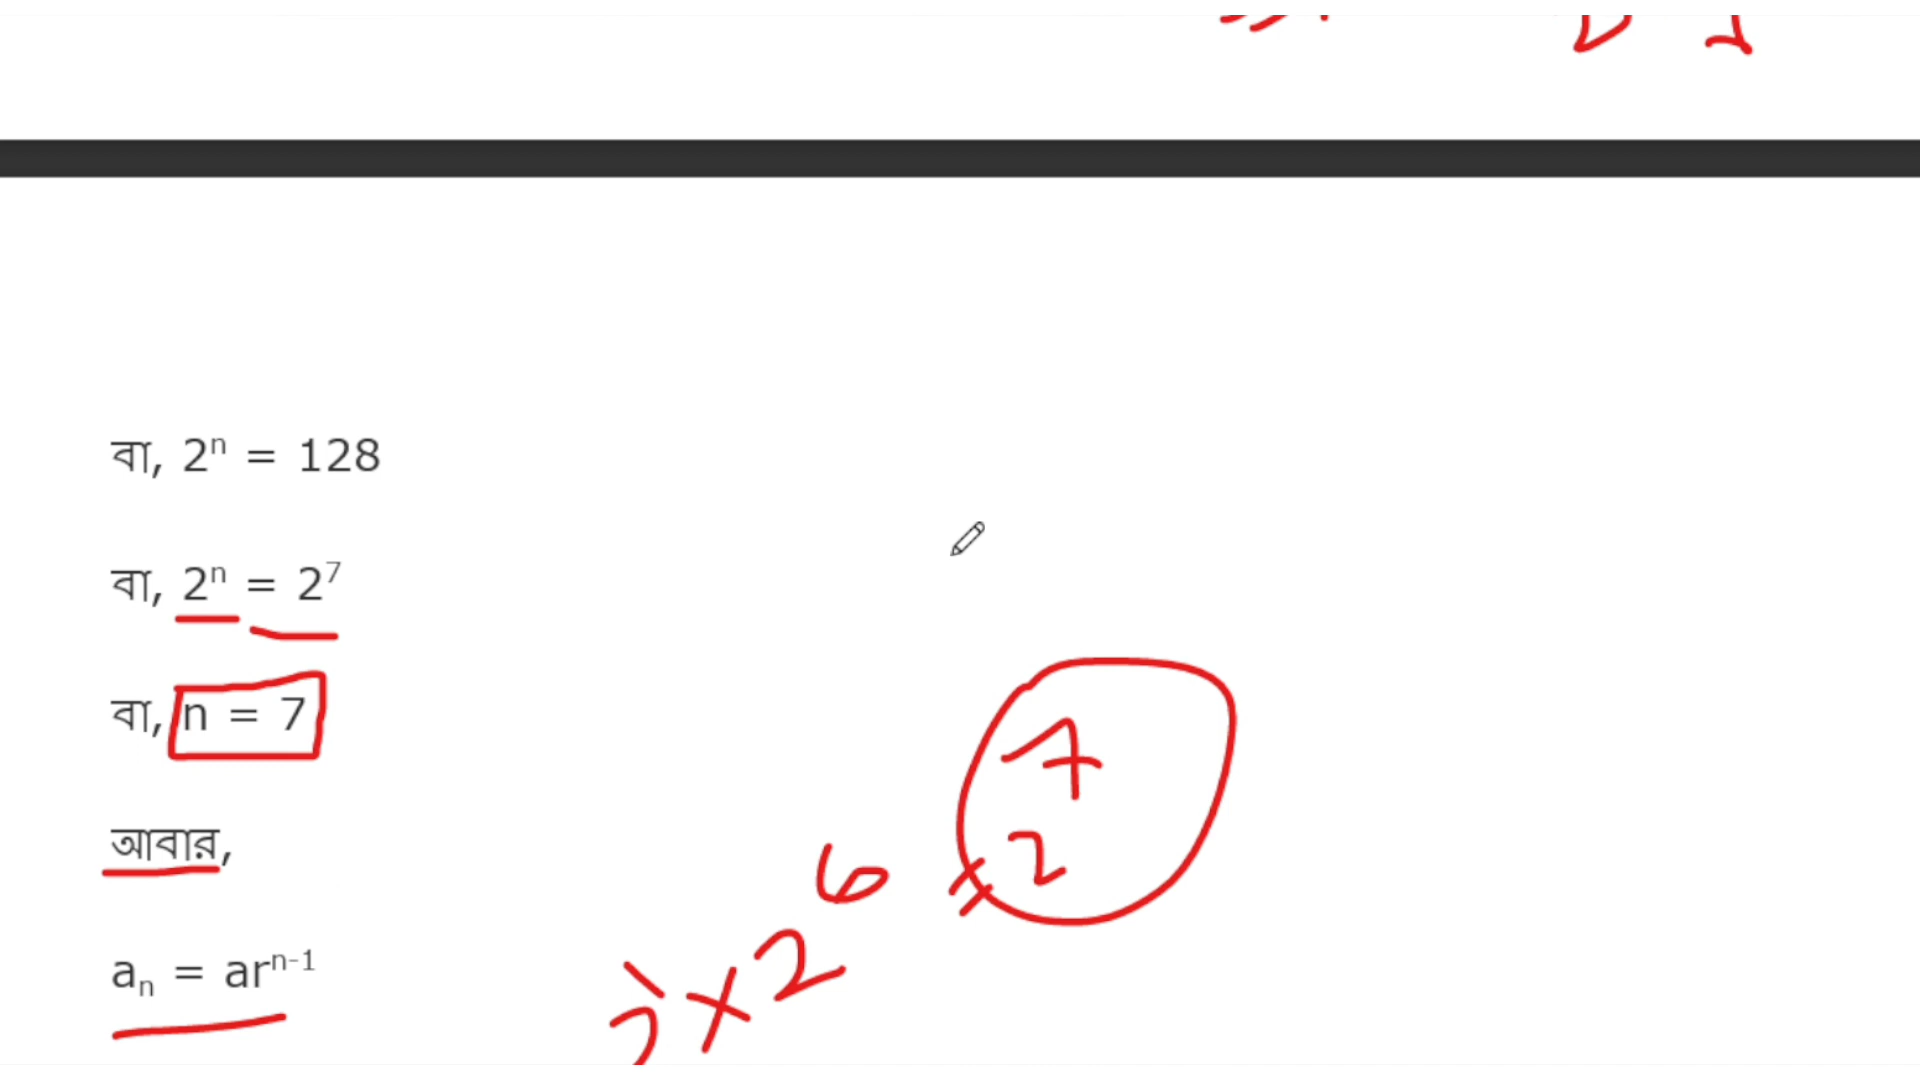 বা, 2ⁿ = 128
বা, 2ⁿ = 2⁷
বা, n = 7
7
× 2
আবার,
2⁶
×
aₙ = arⁿ⁻¹